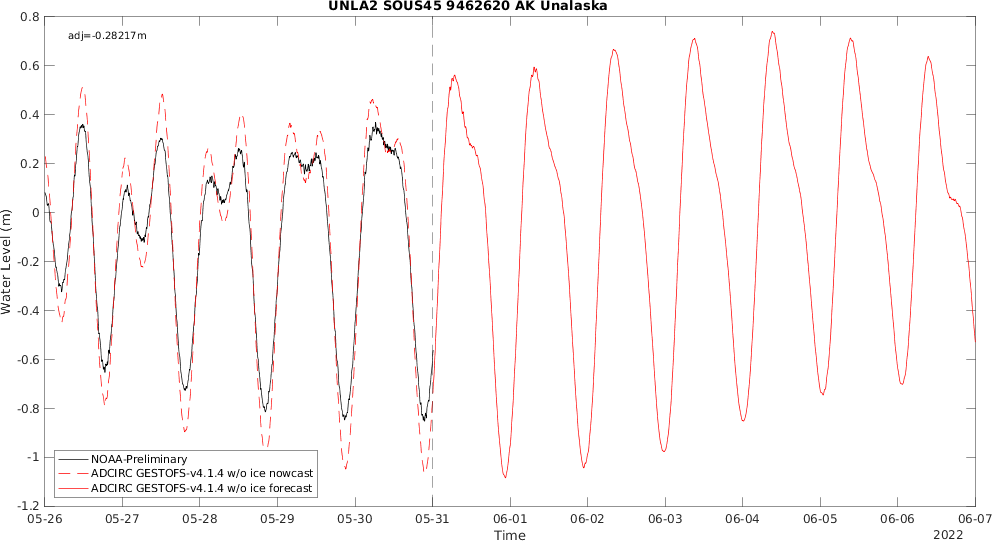 UNLA2 SOUS45 9462620 AK Unalaska
adj=-0.28217m
0.8
0.6
0.4
0.2
0
-0.2
-0.4
-0.6
-0.8
-1
-1.2
Water Level (m)
NOAA-Preliminary
ADCIRC GESTOFS-v4.1.4 w/o ice nowcast
ADCIRC GESTOFS-v4.1.4 w/o ice forecast
05-26 05-27 05-28 05-29 05-30 05-31 06-01 06-02 06-03 06-04 06-05 06-06 06-07
Time
2022